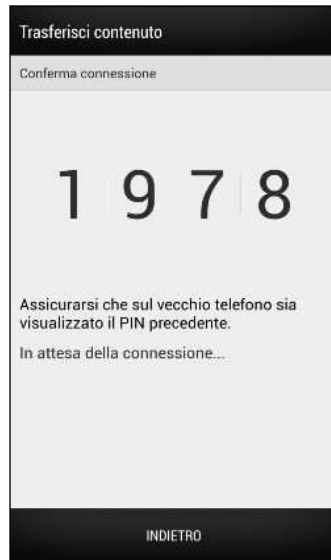 Trasferisci contenuto
Conferma connessione
1 9 7 8
Assicurarsi che sul vecchio telefono sia
visualizzato il PIN precedente.
In attesa della connessione...
INDIETRO